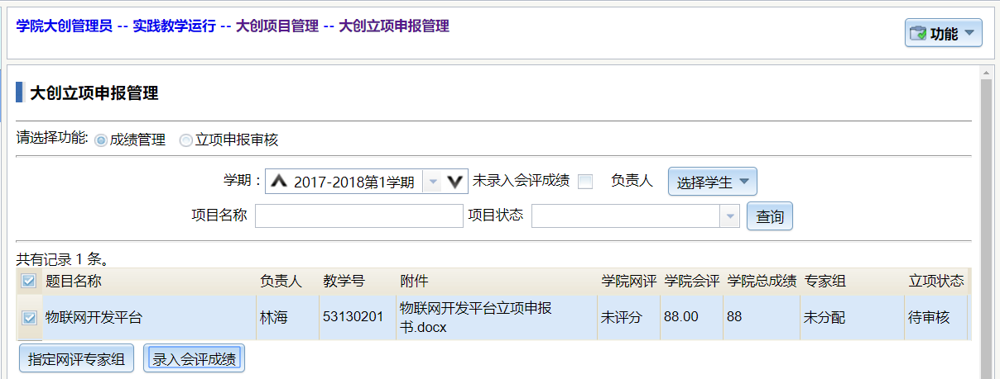 学院大创管理员 -- 实践教学运行 -- 大创项目管理 -- 大创立项申报管理
功能
大创立项申报管理
请选择功能: 成绩管理 立项申报审核
学期： 2017-2018第1学期 未录入会评成绩 负责人 选择学生
项目名称 项目状态 查询
共有记录 1 条。
题目名称 负责人 教学号 附件 学院网评 学院会评 学院总成绩 专家组 立项状态
物联网开发平台 林海 53130201 物联网开发平台立项申报 未评分 88.00 88 未分配 待审核
书.docx
指定网评专家组 录入会评成绩